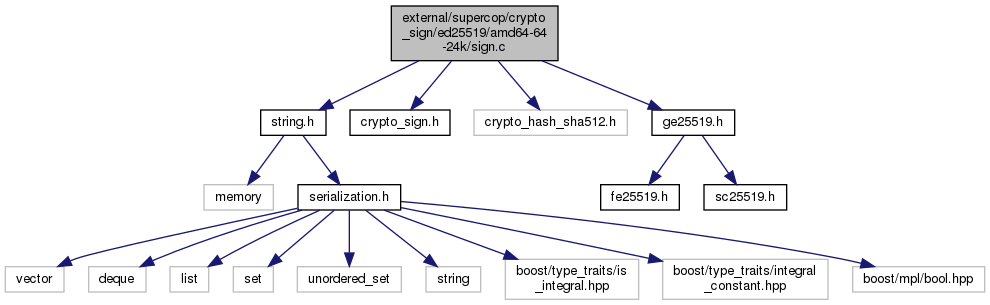 external/supercop/crypto
_sign/ed25519/amd64-64
-24k/sign.c
string.h
crypto_sign.h
crypto_hash_sha512.h
ge25519.h
memory
serialization.h
fe25519.h
sc25519.h
vector
deque
list
set
unordered_set
string
boost/type_traits/is
_integral.hpp
boost/type_traits/integral
_constant.hpp
boost/mpl/bool.hpp